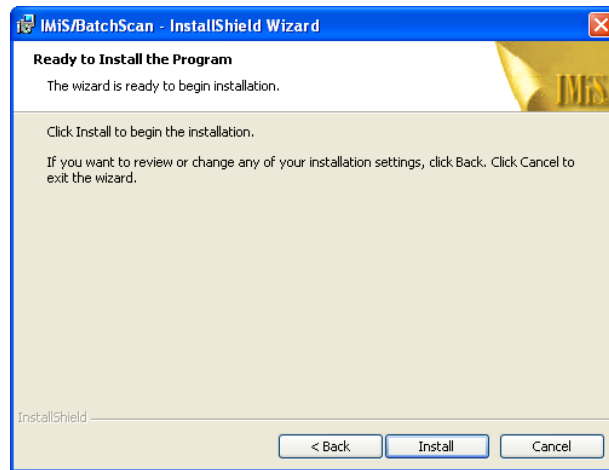 IMiS/BatchScan - InstallShield Wizard
Ready to Install the Program
The wizard is ready to begin installation.
IMiS
Click Install to begin the installation.
If you want to review or change any of your installation settings, click Back. Click Cancel to
exit the wizard.
InstallShield
< Back
Install
Cancel